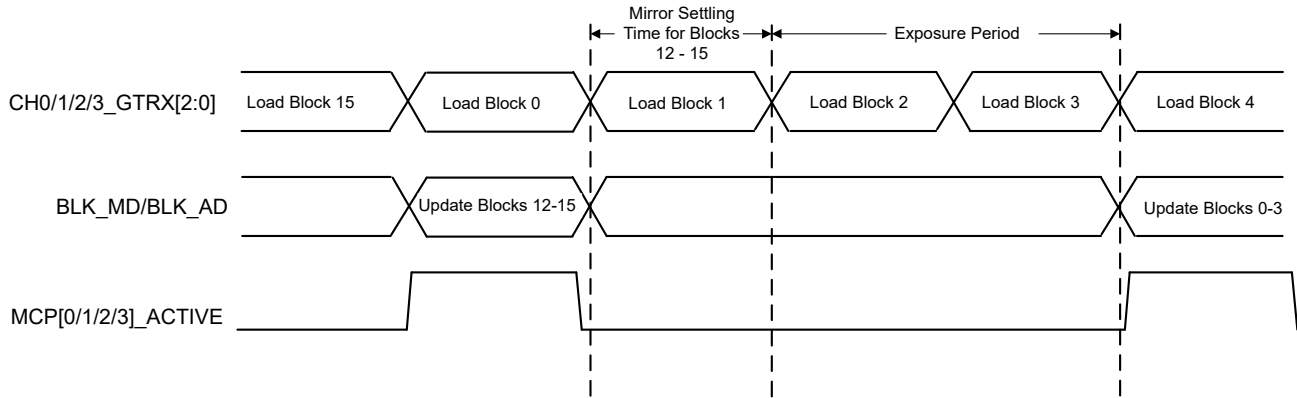 Mirror Settling
Time for Blocks
12 - 15
Exposure Period
CH0/1/2/3_GTRX[2:0]
Load Block 15
Load Block 0
Load Block 1
Load Block 2
Load Block 3
Load Block 4
BLK_MD/BLK_AD
Update Blocks 12-15
Update Blocks 0-3
MCP[0/1/2/3]_ACTIVE